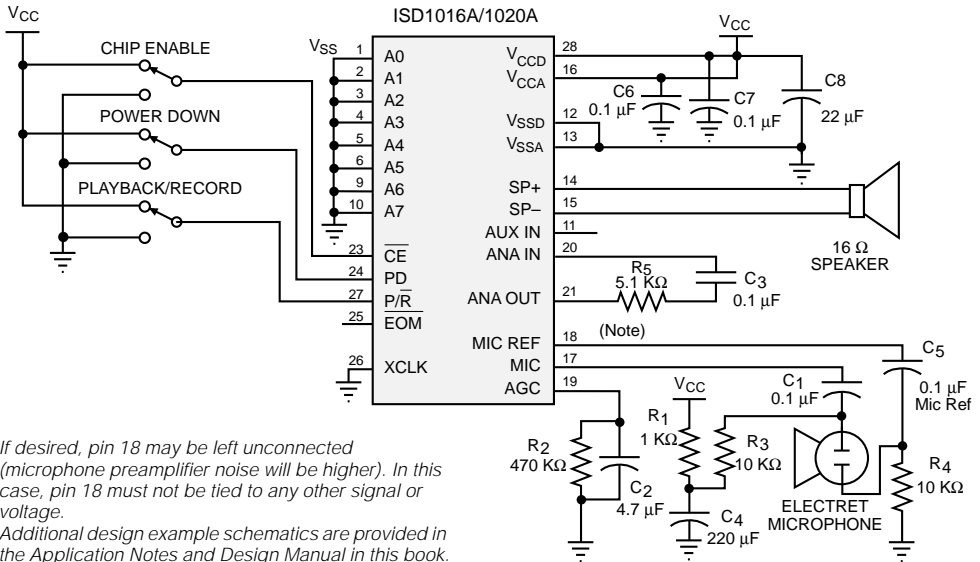 ISD1016A/1020A
VCC
CHIP ENABLE
POWER DOWN
PLAYBACK/RECORD
VSS
1 A0
2 A1
3 A2
4 A3
5 A4
6 A5
9 A6
10 A7
23 CE
24 PD
27 P/R
25 EOM
26 XCLK
VCCD 28
VCCA 16
VSSD 12
VSSA 13
SP+ 14
SP– 15
AUX IN 11
ANA IN 20
ANA OUT 21
MIC REF 18
MIC 17
AGC 19
VCC
C6
0.1 µF
C7
0.1 µF
C8
22 µF
16 Ω
SPEAKER
R5
5.1 KΩ
C3
0.1 µF
(Note)
C5
0.1 µF
Mic Ref
C1
0.1 µF
VCC
R1
1 KΩ
R3
10 KΩ
R2
470 KΩ
C2
4.7 µF
C4
220 µF
ELECTRET
MICROPHONE
R4
10 KΩ
If desired, pin 18 may be left unconnected
(microphone preamplifier noise will be higher). In this
case, pin 18 must not be tied to any other signal or
voltage.
Additional design example schematics are provided in
the Application Notes and Design Manual in this book.